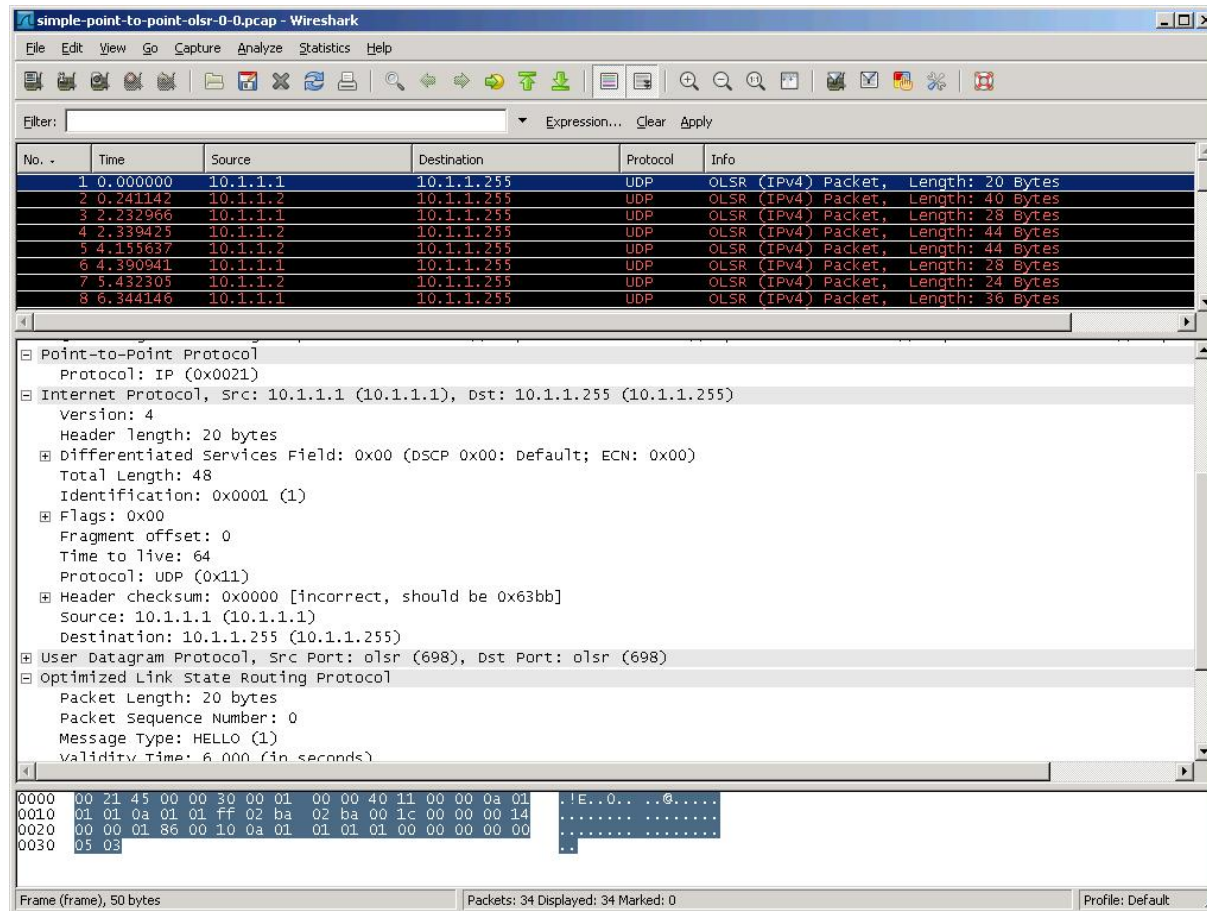 simple-point-to-point-olsr-0-0.pcap - Wireshark
File Edit View Go Capture Analyze Statistics Help
Filter: Expression... Clear Apply
No. - Time Source Destination Protocol Info
1 0.000000 10.1.1.1 10.1.1.255 UDP OLSR (IPv4) Packet, Length: 20 Bytes
2 0.241142 10.1.1.2 10.1.1.255 UDP OLSR (IPv4) Packet, Length: 40 Bytes
3 2.232966 10.1.1.1 10.1.1.255 UDP OLSR (IPv4) Packet, Length: 28 Bytes
4 2.339425 10.1.1.2 10.1.1.255 UDP OLSR (IPv4) Packet, Length: 44 Bytes
5 4.155637 10.1.1.2 10.1.1.255 UDP OLSR (IPv4) Packet, Length: 44 Bytes
6 4.390941 10.1.1.1 10.1.1.255 UDP OLSR (IPv4) Packet, Length: 28 Bytes
7 5.432305 10.1.1.2 10.1.1.255 UDP OLSR (IPv4) Packet, Length: 24 Bytes
8 6.344146 10.1.1.1 10.1.1.255 UDP OLSR (IPv4) Packet, Length: 36 Bytes
Point-to-Point Protocol
Protocol: IP (0x0021)
Internet Protocol, Src: 10.1.1.1 (10.1.1.1), Dst: 10.1.1.255 (10.1.1.255)
Version: 4
Header length: 20 bytes
Differentiated Services Field: 0x00 (DSCP 0x00: Default; ECN: 0x00)
Total Length: 48
Identification: 0x0001 (1)
Flags: 0x00
Fragment offset: 0
Time to live: 64
Protocol: UDP (0x11)
Header checksum: 0x0000 [incorrect, should be 0x63bb]
Source: 10.1.1.1 (10.1.1.1)
Destination: 10.1.1.255 (10.1.1.255)
User Datagram Protocol, Src Port: olsr (698), Dst Port: olsr (698)
Optimized Link State Routing Protocol
Packet Length: 20 bytes
Packet Sequence Number: 0
Message Type: HELLO (1)
Validity Time: 6.000 (in seconds)
0000 00 21 45 00 00 30 00 01 00 00 40 11 00 00 0a 01 .!E..0.. ..@.....
0010 01 01 0a 01 01 ff 02 ba 02 ba 00 1c 00 00 00 14 ........ ........
0020 00 00 01 86 00 10 0a 01 01 01 01 00 00 00 00 00 ........ ........
0030 05 03 ..
Frame (frame), 50 bytes Packets: 34 Displayed: 34 Marked: 0 Profile: Default